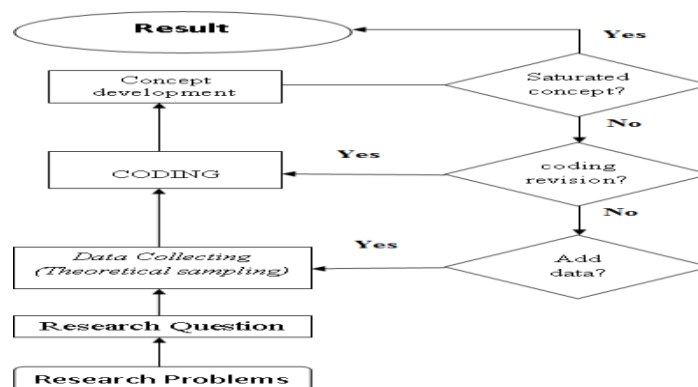 Result
Yes
Concept
development
Saturated
concept?
No
Yes
CODING
coding
revision?
No
Data Collecting
(Theoretical sampling)
Yes
Add
data?
Research Question
Research Problems